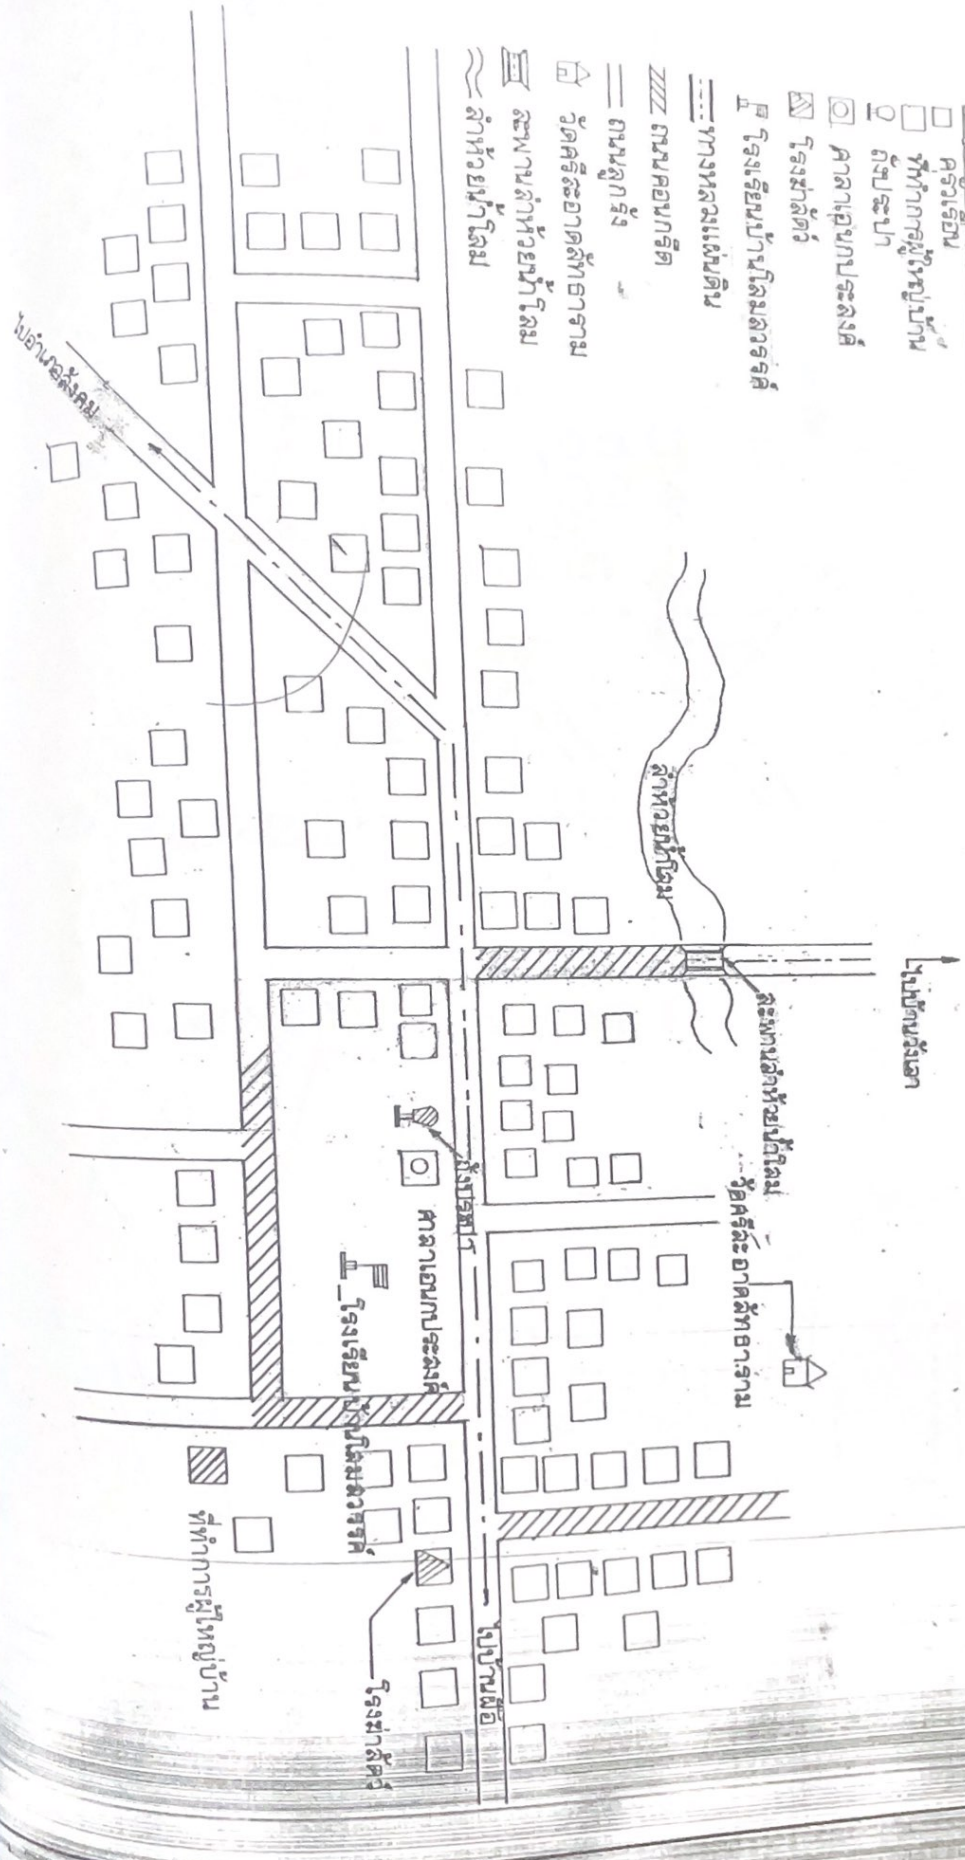 ครัวเรือน
ที่ทำการผู้ใหญ่บ้าน
ถังประปา
ศาลาเอนกประสงค์
โรงฆ่าสัตว์
โรงเรียนบ้านโสมสวรรค์
ทางหลวงแผ่นดิน
ถนนคอนกรีต
ถนนลูกรัง
วัดศรีสะอาดสัทธาราม
สะพานลำห้วยน้ำโสม
ลำห้วยน้ำโสม
ไปอำเภอสังคม
ลำห้วยน้ำโสม
ไปบ้าน
สะพานลำห้วยน้ำโสม
วัดศรีสะอาดสัทธาราม
ถังประปา
ศาลาเอนกประสงค์
โรงเรียนบ้านโสมสวรรค์
ที่ทำการผู้ใหญ่บ้าน
โรงฆ่าสัตว์
ไปบ้านผือ